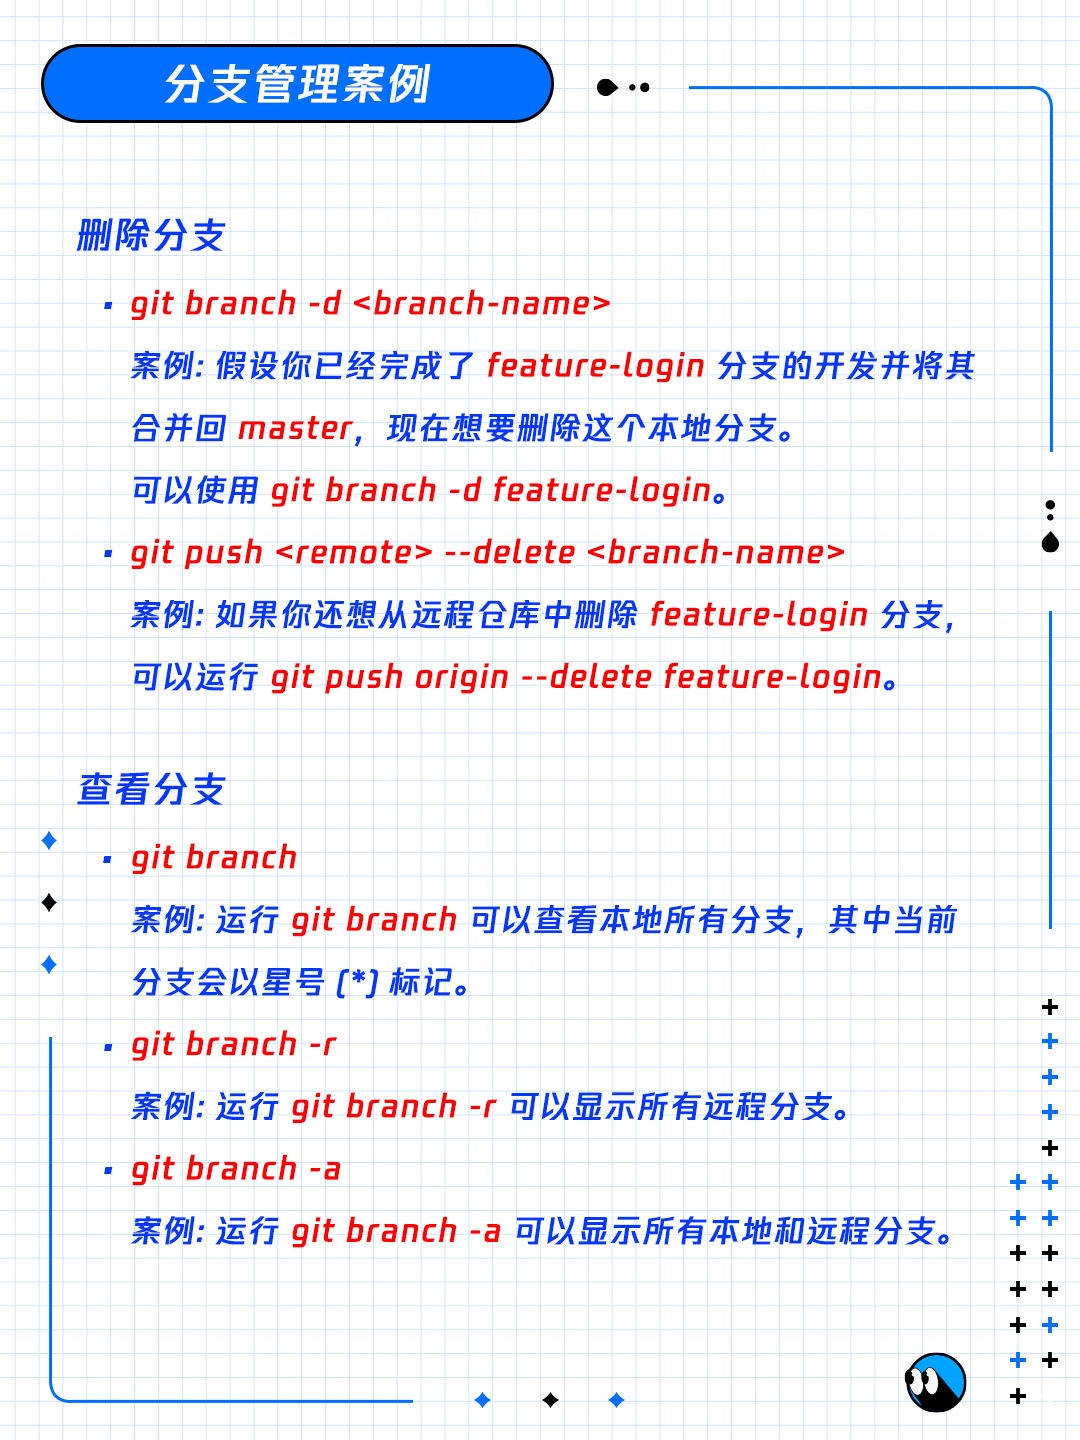 分支管理案例
删除分支
· git branch -d <branch-name>
案例: 假设你已经完成了 feature-login 分支的开发并将其
合并回 master，现在想要删除这个本地分支。
可以使用 git branch -d feature-login。
· git push <remote> --delete <branch-name>
案例: 如果你还想从远程仓库中删除 feature-login 分支，
可以运行 git push origin --delete feature-login。
查看分支
· git branch
案例: 运行 git branch 可以查看本地所有分支，其中当前
分支会以星号 (*) 标记。
· git branch -r
案例: 运行 git branch -r 可以显示所有远程分支。
· git branch -a
案例: 运行 git branch -a 可以显示所有本地和远程分支。